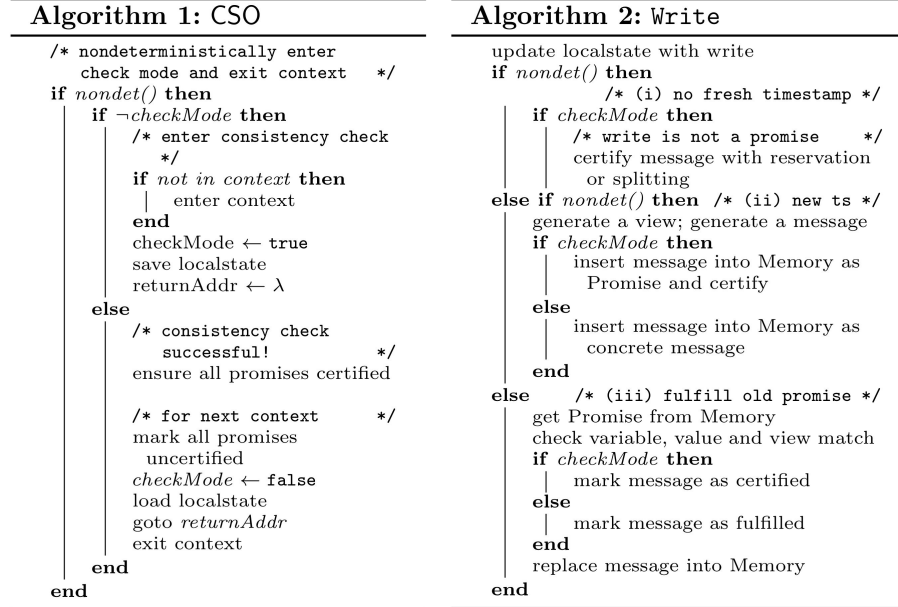 Algorithm 1: CSO
/* nondeterministically enter
check mode and exit context */
if nondet() then
if ¬checkMode then
/* enter consistency check
*/
if not in context then
enter context
end
checkMode ← true
save localstate
returnAddr ← λ
else
/* consistency check
successful! */
ensure all promises certified
/* for next context */
mark all promises
uncertified
checkMode ← false
load localstate
goto returnAddr
exit context
end
end
Algorithm 2: Write
update localstate with write
if nondet() then
/* (i) no fresh timestamp */
if checkMode then
/* write is not a promise */
certify message with reservation
or splitting
else if nondet() then /* (ii) new ts */
generate a view; generate a message
if checkMode then
insert message into Memory as
Promise and certify
else
insert message into Memory as
concrete message
end
else /* (iii) fulfill old promise */
get Promise from Memory
check variable, value and view match
if checkMode then
mark message as certified
else
mark message as fulfilled
end
replace message into Memory
end